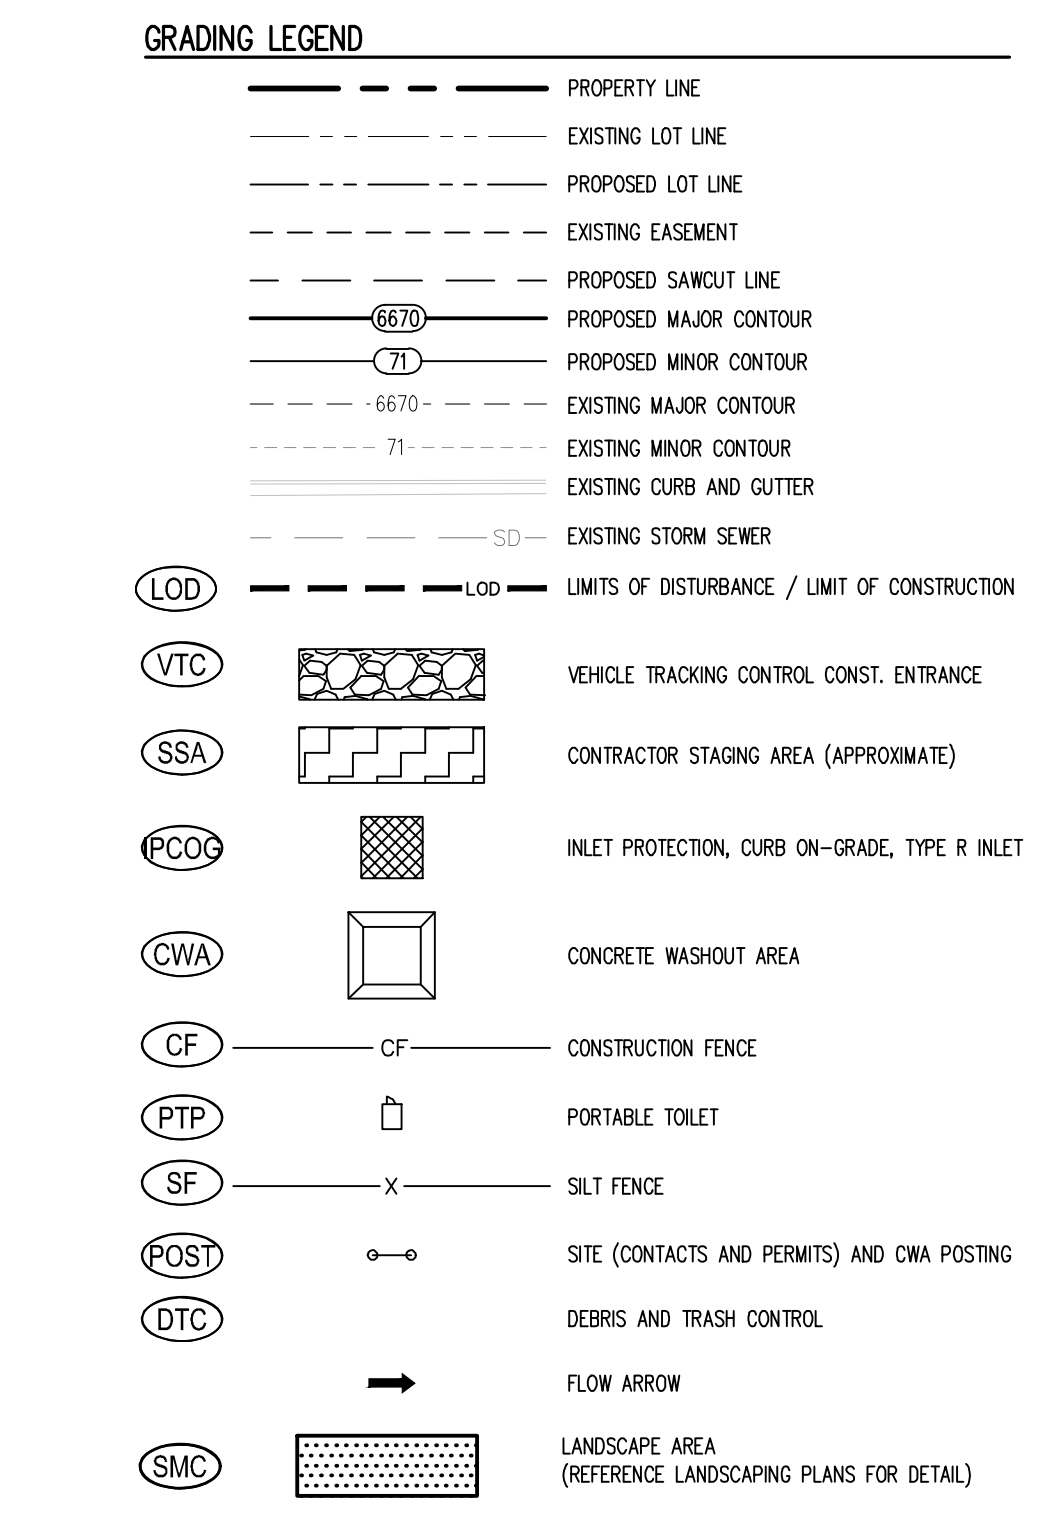 GRADING LEGEND
PROPERTY LINE
EXISTING LOT LINE
PROPOSED LOT LINE
EXISTING EASEMENT
PROPOSED SAWCUT LINE
6670 PROPOSED MAJOR CONTOUR
71 PROPOSED MINOR CONTOUR
6670 EXISTING MAJOR CONTOUR
71 EXISTING MINOR CONTOUR
EXISTING CURB AND GUTTER
SD EXISTING STORM SEWER
LOD LOD LIMITS OF DISTURBANCE / LIMIT OF CONSTRUCTION
VTC VEHICLE TRACKING CONTROL CONST. ENTRANCE
SSA CONTRACTOR STAGING AREA (APPROXIMATE)
IPCOG INLET PROTECTION, CURB ON-GRADE, TYPE R INLET
CWA CONCRETE WASHOUT AREA
CF CF CONSTRUCTION FENCE
PTP PORTABLE TOILET
SF X SILT FENCE
POST SITE (CONTACTS AND PERMITS) AND CWA POSTING
DTC DEBRIS AND TRASH CONTROL
FLOW ARROW
SMC LANDSCAPE AREA
(REFERENCE LANDSCAPING PLANS FOR DETAIL)